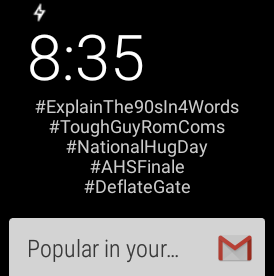 8:35
#ExplainThe90sIn4Words
#ToughGuyRomComs
#NationalHugDay
#AHSFinale
#DeflateGate
Popular in your...